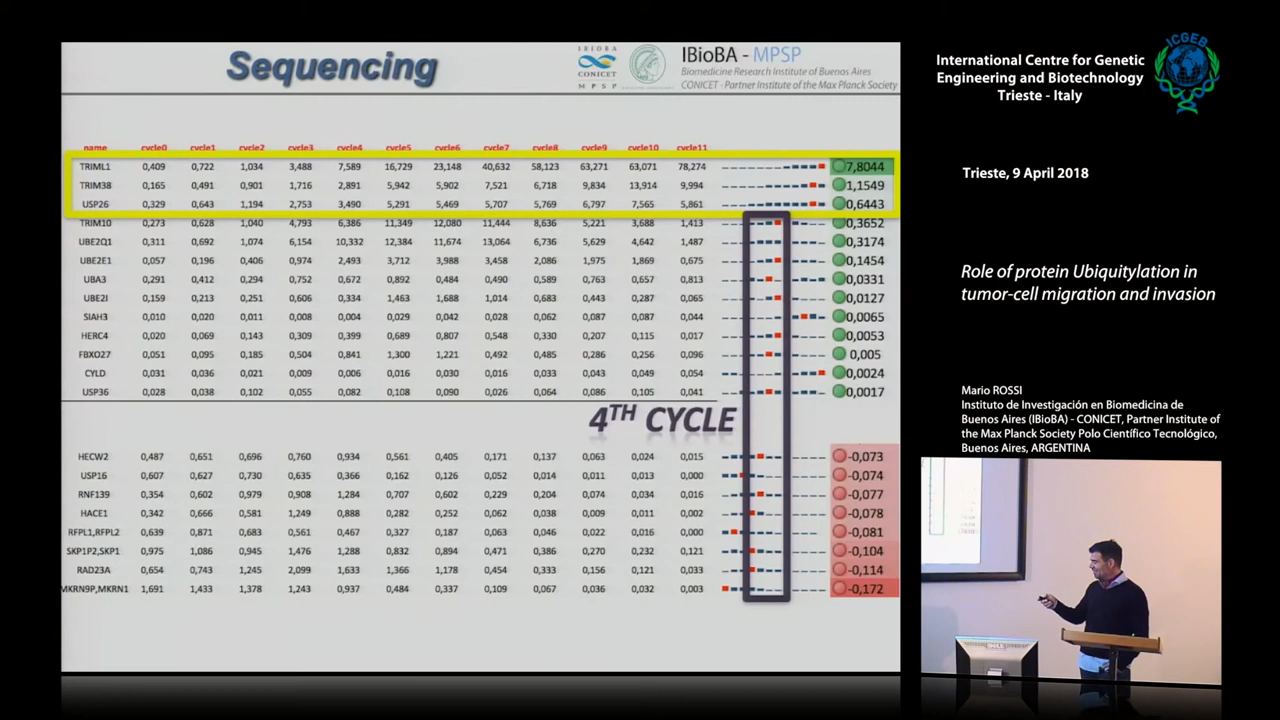 Sequencing
IBIOBA
CONICET
MPSP
IBioBA - MPSP
Biomedicine Research Institute of Buenos Aires
CONICET - Partner Institute of the Max Planck Society
name cycle0 cycle1 cycle2 cycle3 cycle4 cycle5 cycle6 cycle7 cycle8 cycle9 cycle10 cycle11
TRIML1 0,409 0,722 1,034 3,488 7,589 16,729 23,148 40,632 58,123 63,271 63,071 78,274 7,8044
TRIM38 0,165 0,491 0,901 1,716 2,891 5,942 5,902 7,521 6,718 9,834 13,914 9,994 1,1549
USP26 0,329 0,643 1,194 2,753 3,490 5,291 5,469 5,707 5,769 6,797 7,565 5,861 0,6443
TRIM10 0,273 0,628 1,040 4,793 6,386 11,349 12,080 11,444 8,636 5,221 3,688 1,413 0,3652
UBE2Q1 0,311 0,692 1,074 6,154 10,332 12,384 11,674 13,064 6,736 5,629 4,642 1,487 0,3174
UBE2E1 0,057 0,196 0,406 0,974 2,493 3,712 3,988 3,458 2,086 1,975 1,869 0,675 0,1454
UBA3 0,291 0,412 0,294 0,752 0,672 0,892 0,484 0,490 0,589 0,763 0,657 0,813 0,0331
UBE2I 0,159 0,213 0,251 0,606 0,334 1,463 1,688 1,014 0,683 0,443 0,287 0,065 0,0127
SIAH3 0,010 0,020 0,011 0,008 0,004 0,029 0,042 0,028 0,062 0,087 0,087 0,044 0,0065
HERC4 0,020 0,069 0,143 0,309 0,399 0,689 0,807 0,548 0,330 0,207 0,115 0,017 0,0053
FBXO27 0,051 0,095 0,185 0,504 0,841 1,300 1,221 0,492 0,485 0,286 0,256 0,096 0,005
CYLD 0,031 0,036 0,021 0,009 0,006 0,016 0,030 0,016 0,033 0,043 0,049 0,054 0,0024
USP36 0,028 0,038 0,102 0,055 0,082 0,108 0,090 0,026 0,064 0,086 0,105 0,041 0,0017
4TH CYCLE
HECW2 0,487 0,651 0,696 0,760 0,934 0,561 0,405 0,171 0,137 0,063 0,024 0,015 -0,073
USP16 0,607 0,627 0,730 0,635 0,366 0,162 0,126 0,052 0,014 0,011 0,013 0,000 -0,074
RNF139 0,354 0,602 0,979 0,908 1,284 0,707 0,602 0,229 0,204 0,074 0,034 0,016 -0,077
HACE1 0,342 0,666 0,581 1,249 0,888 0,282 0,252 0,062 0,038 0,009 0,011 0,002 -0,078
RFPL1,RFPL2 0,639 0,871 0,683 0,561 0,467 0,327 0,187 0,063 0,046 0,022 0,016 0,000 -0,081
SKP1P2,SKP1 0,975 1,086 0,945 1,476 1,288 0,832 0,894 0,471 0,386 0,270 0,232 0,121 -0,104
RAD23A 0,654 0,743 1,245 2,099 1,633 1,366 1,178 0,454 0,333 0,156 0,121 0,033 -0,114
MKRN9P,MKRN1 1,691 1,433 1,378 1,243 0,937 0,484 0,337 0,109 0,067 0,036 0,032 0,003 -0,172
International Centre for Genetic
Engineering and Biotechnology
Trieste - Italy
ICGEB
Trieste, 9 April 2018
Role of protein Ubiquitylation in
tumor-cell migration and invasion
Mario ROSSI
Instituto de Investigación en Biomedicina de
Buenos Aires (IBioBA) - CONICET, Partner Institute of
the Max Planck Society Polo Científico Tecnológico,
Buenos Aires, ARGENTINA